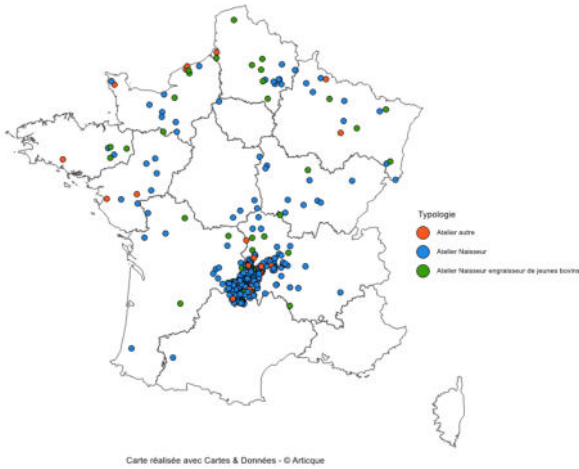 Typologie
Atelier autre
Atelier Naisseur
Atelier Naisseur engraisseur de jeunes bovins
Carte réalisée avec Cartes & Données - © Articque